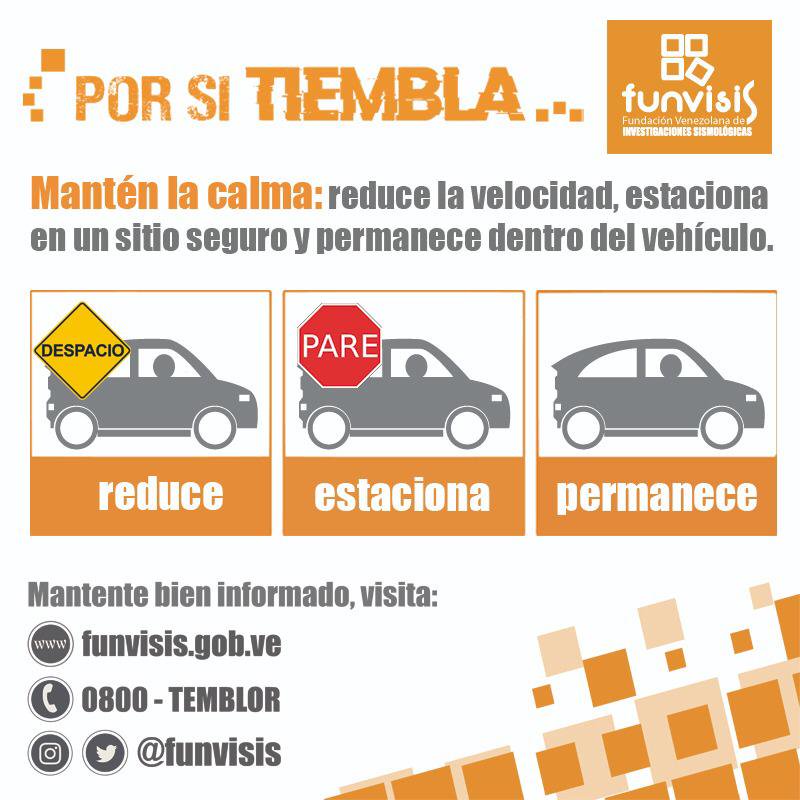 POR SI TIEMBLA...
funvisis
Fundación Venezolana de
INVESTIGACIONES SISMOLÓGICAS
Mantén la calma: reduce la velocidad, estaciona
en un sitio seguro y permanece dentro del vehículo.
DESPACIO
PARE
reduce
estaciona
permanece
Mantente bien informado, visita:
www funvisis.gob.ve
0800 - TEMBLOR
@funvisis